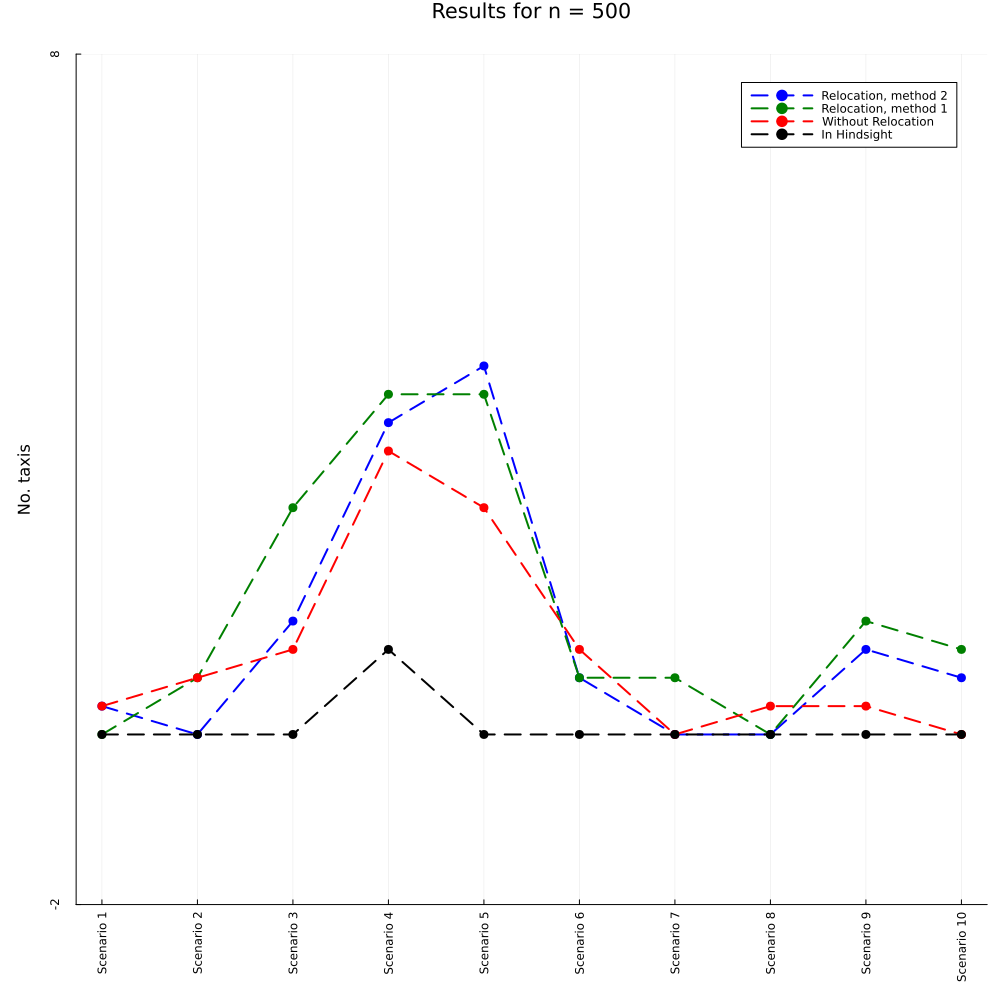 Results for n = 500
8
Relocation, method 2
Relocation, method 1
Without Relocation
In Hindsight
No. taxis
-2
Scenario 1
Scenario 2
Scenario 3
Scenario 4
Scenario 5
Scenario 6
Scenario 7
Scenario 8
Scenario 9
Scenario 10